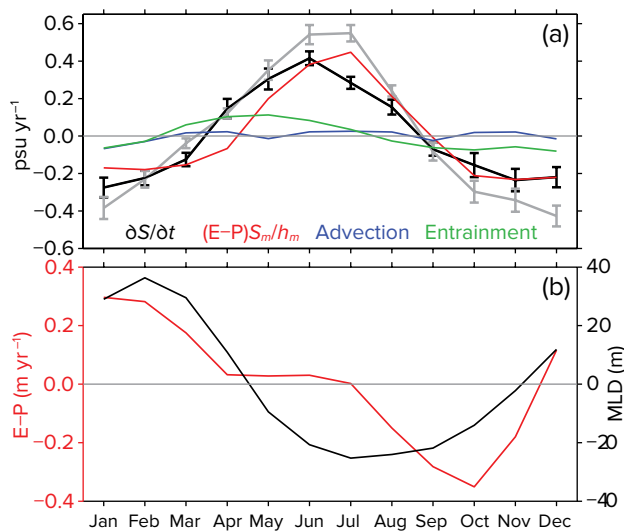 (a)
0.6
0.4
0.2
0.0
−0.2
−0.4
−0.6
psu yr⁻¹
∂S/∂t (E−P)Sₘ/hₘ Advection Entrainment
(b)
0.4
0.2
0.0
−0.2
−0.4
E−P (m yr⁻¹)
40
20
0
−20
−40
MLD (m)
Jan Feb Mar Apr May Jun Jul Aug Sep Oct Nov Dec